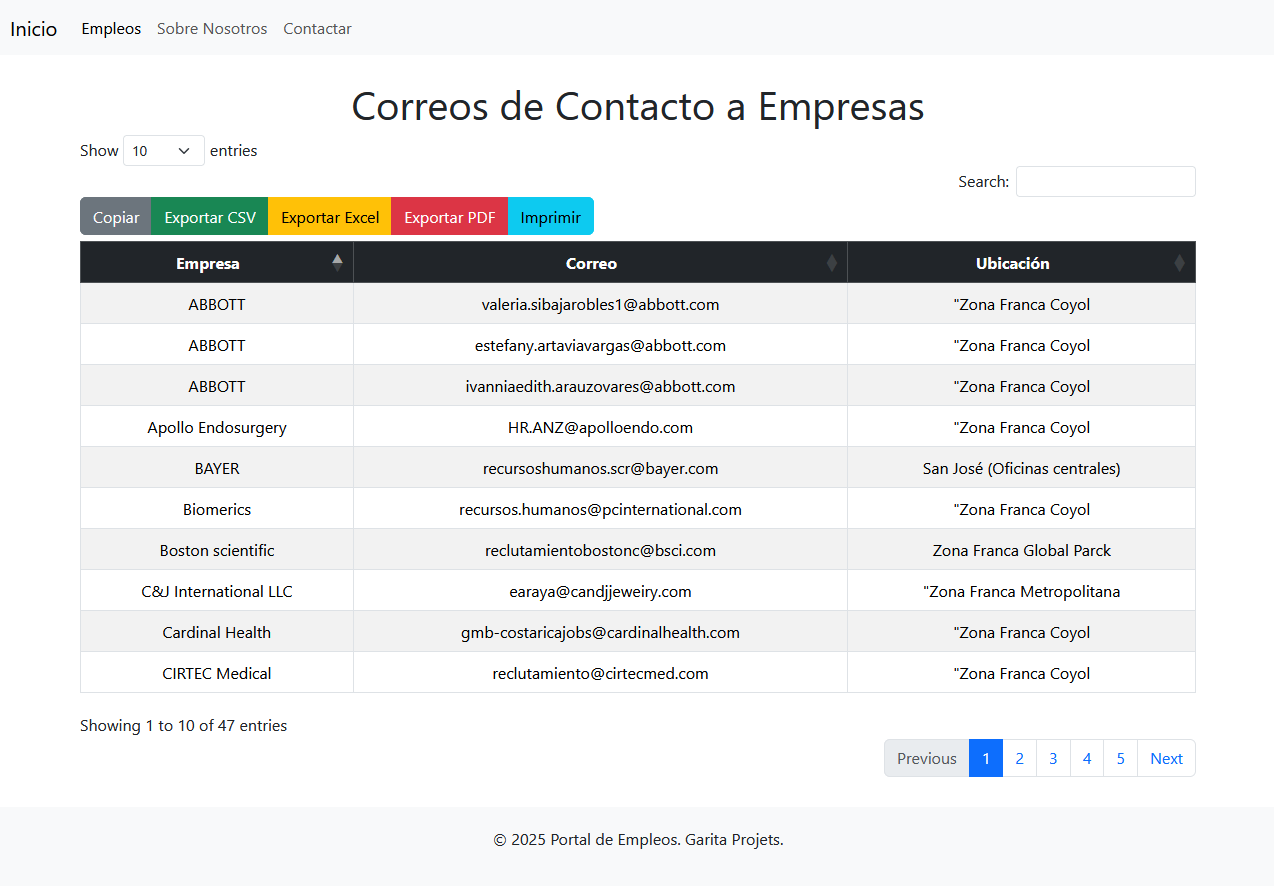 Inicio Empleos Sobre Nosotros Contactar
Correos de Contacto a Empresas
Show 10 entries
Search:
Copiar Exportar CSV Exportar Excel Exportar PDF Imprimir
Empresa Correo Ubicación
ABBOTT valeria.sibajarobles1@abbott.com "Zona Franca Coyol
ABBOTT estefany.artaviavargas@abbott.com "Zona Franca Coyol
ABBOTT ivanniaedith.arauzovares@abbott.com "Zona Franca Coyol
Apollo Endosurgery HR.ANZ@apolloendo.com "Zona Franca Coyol
BAYER recursoshumanos.scr@bayer.com San José (Oficinas centrales)
Biomerics recursos.humanos@pcinternational.com "Zona Franca Coyol
Boston scientific reclutamientobostonc@bsci.com Zona Franca Global Parck
C&J International LLC earaya@candjjeweiry.com "Zona Franca Metropolitana
Cardinal Health gmb-costaricajobs@cardinalhealth.com "Zona Franca Coyol
CIRTEC Medical reclutamiento@cirtecmed.com "Zona Franca Coyol
Showing 1 to 10 of 47 entries
Previous 1 2 3 4 5 Next
© 2025 Portal de Empleos. Garita Projets.